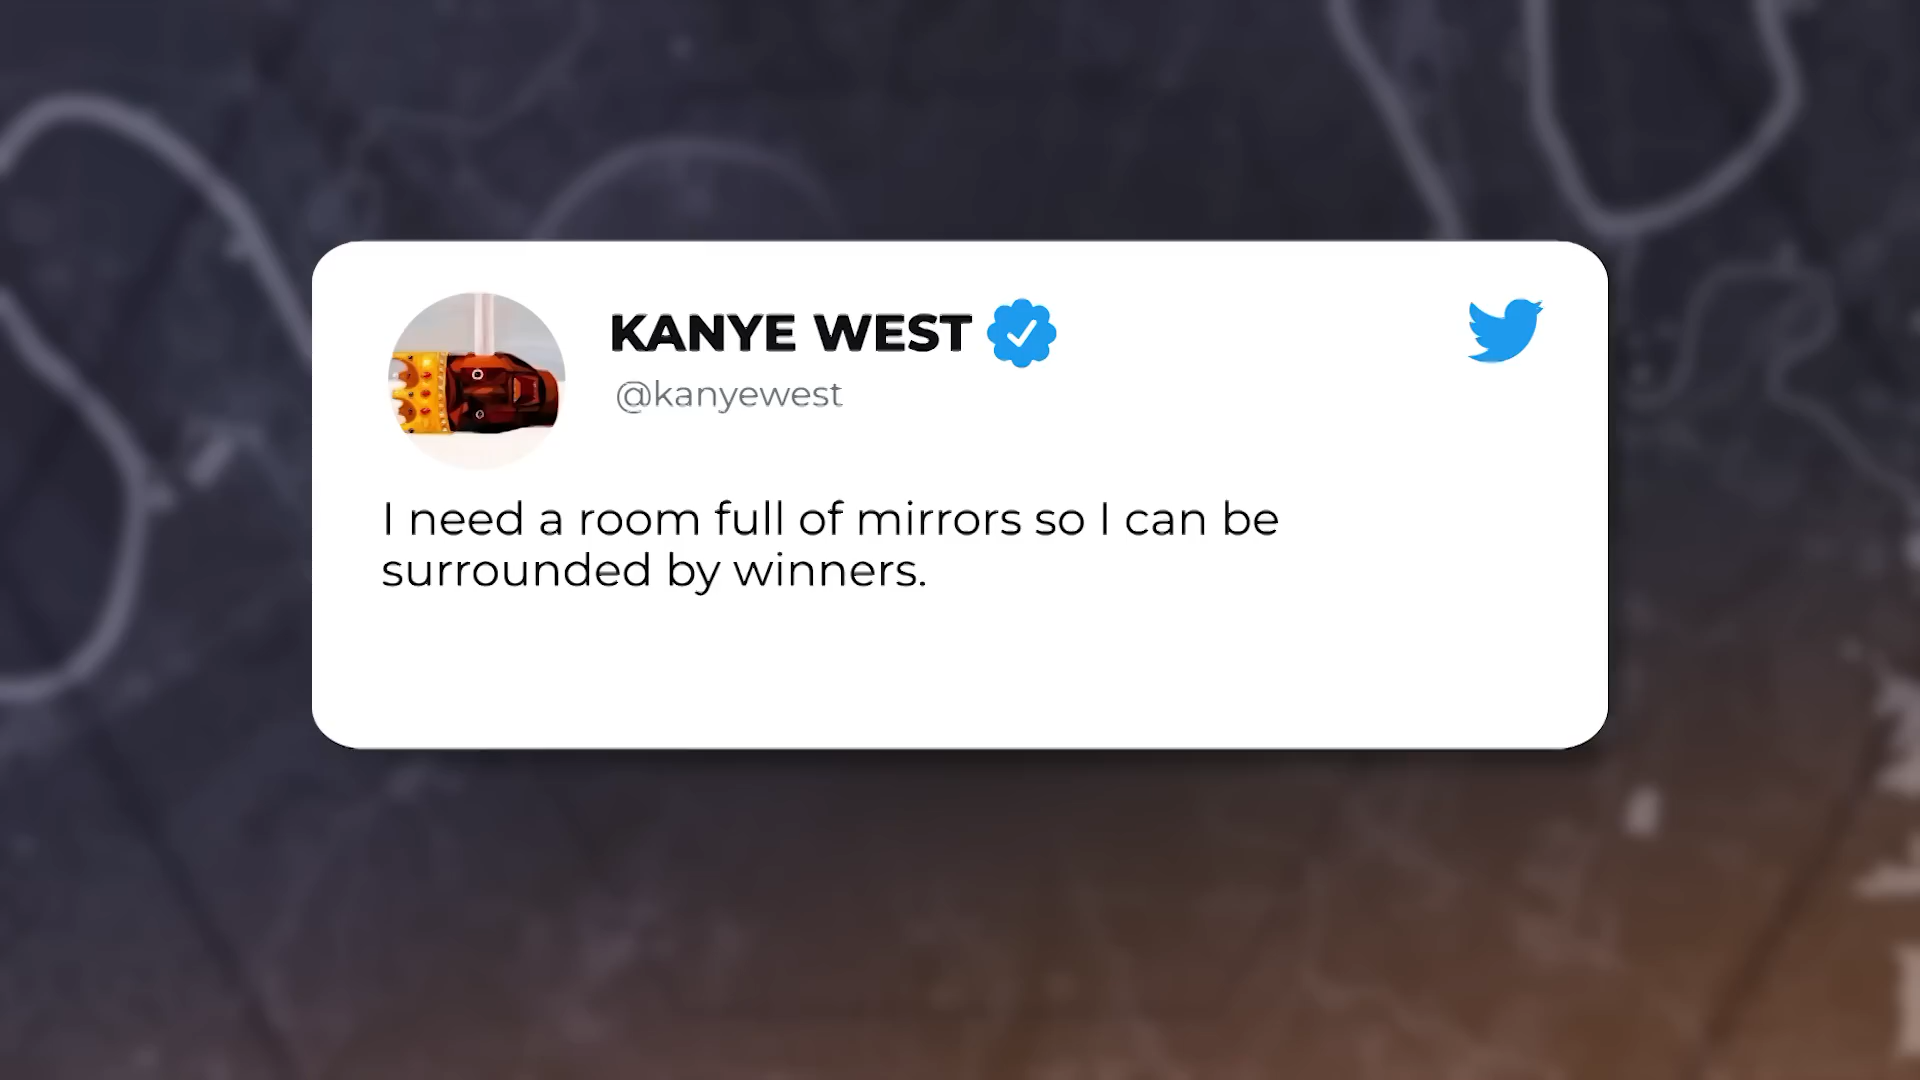 KANYE WEST
@kanyewest
I need a room full of mirrors so I can be
surrounded by winners.